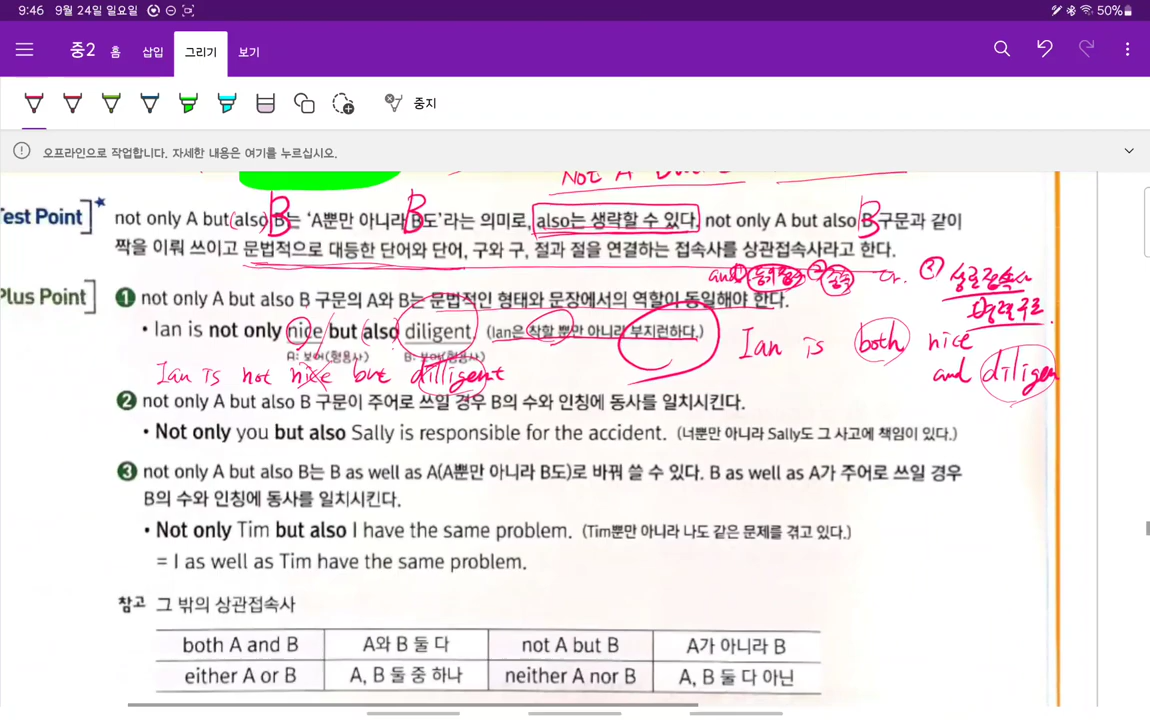 9:46 9월 24일 일요일 50%
중2 홈 삽입 그리기 보기
중지
오프라인으로 작업합니다. 자세한 내용은 여기를 누르십시오.
Not A
Test Point] not only A but (also) B는 ‘A뿐만 아니라 B도’라는 의미로, also는 생략할 수 있다. not only A but also B 구문과 같이
짝을 이뤄 쓰이고 문법적으로 대등한 단어와 단어, 구와 구, 절과 절을 연결하는 접속사를 상관접속사라고 한다.
and ① ② ③ 상관접속사
Plus Point] 1 not only A but also B 구문의 A와 B는 문법적인 형태와 문장에서의 역할이 동일해야 한다.
병렬구조
• Ian is not only nice but also diligent (Ian은 착할 뿐만 아니라 부지런하다.)
Ian is both nice
A: 보어(형용사) B: 보어(형용사)
Ian is not nice but dilligent
and diligen
2 not only A but also B 구문이 주어로 쓰일 경우 B의 수와 인칭에 동사를 일치시킨다.
• Not only you but also Sally is responsible for the accident. (너뿐만 아니라 Sally도 그 사고에 책임이 있다.)
3 not only A but also B는 B as well as A(A뿐만 아니라 B도)로 바꿔 쓸 수 있다. B as well as A가 주어로 쓰일 경우
B의 수와 인칭에 동사를 일치시킨다.
• Not only Tim but also I have the same problem. (Tim뿐만 아니라 나도 같은 문제를 겪고 있다.)
= I as well as Tim have the same problem.
참고 그 밖의 상관접속사
both A and B A와 B 둘 다 not A but B A가 아니라 B
either A or B A, B 둘 중 하나 neither A nor B A, B 둘 다 아닌